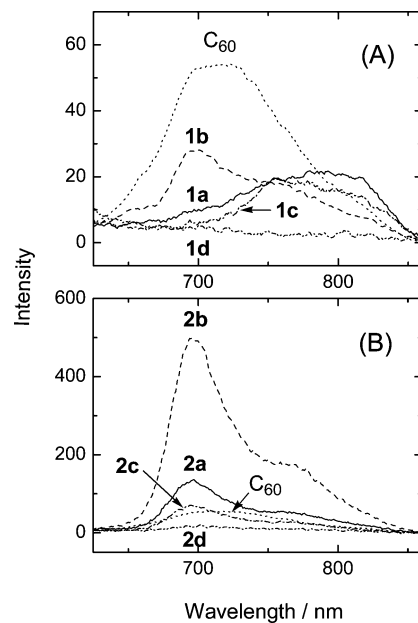 60
40
20
0
C60
(A)
1b
1a
1c
1d
700
800
Intensity
600
400
200
0
2b
(B)
2a
2c
C60
2d
700
800
Wavelength / nm